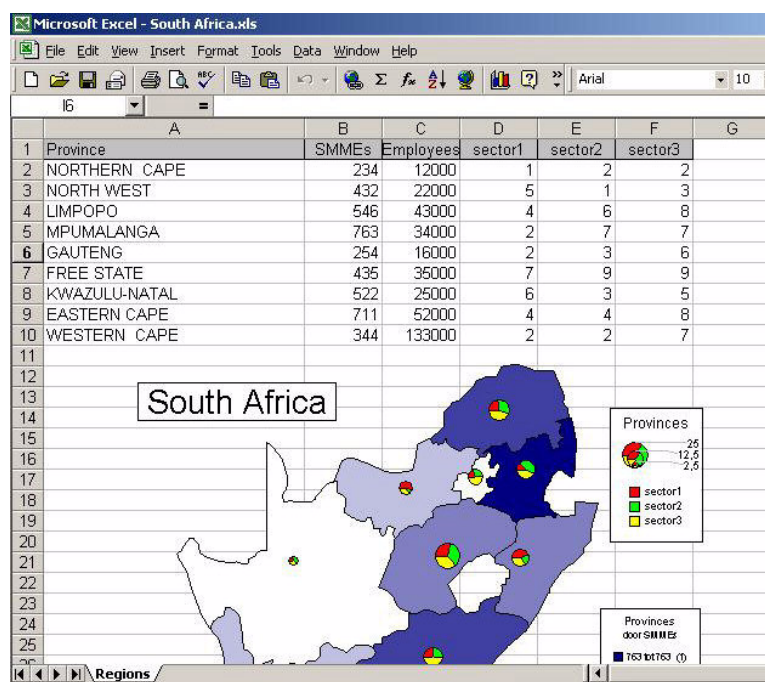 Microsoft Excel - South Africa.xls
File Edit View Insert Format Tools Data Window Help
Arial 10
I6 =
A B C D E F G
1 Province SMMEs Employees sector1 sector2 sector3
2 NORTHERN CAPE 234 12000 1 2 2
3 NORTH WEST 432 22000 5 1 3
4 LIMPOPO 546 43000 4 6 8
5 MPUMALANGA 763 34000 2 7 7
6 GAUTENG 254 16000 2 3 6
7 FREE STATE 435 35000 7 9 9
8 KWAZULU-NATAL 522 25000 6 3 5
9 EASTERN CAPE 711 52000 4 4 8
10 WESTERN CAPE 344 133000 2 2 7
11
12
13
14
15
16
17
18
19
20
21
22
23
24
25
26
South Africa
Provinces
25
12,5
2,5
sector1
sector2
sector3
Provinces
door SMMEs
763 tot 763 (1)
Regions